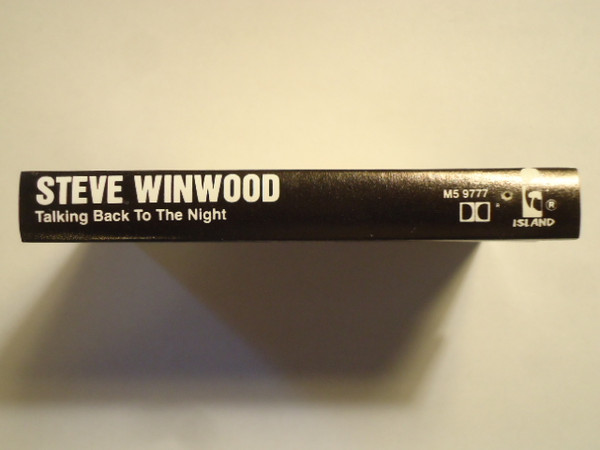 STEVE WINWOOD
Talking Back To The Night
M5 9777
®
ISLAND